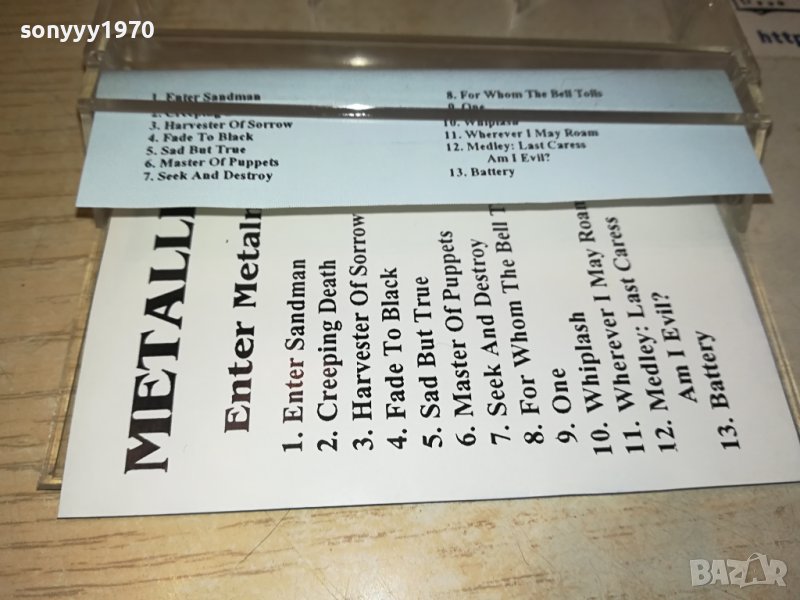 sonyyy1970
http
1. Enter Sandman
2. Creeping
3. Harvester Of Sorrow
4. Fade To Black
5. Sad But True
6. Master Of Puppets
7. Seek And Destroy
8. For Whom The Bell Tolls
9. One
10. Whiplash
11. Wherever I May Roam
12. Medley: Last Caress
Am I Evil?
13. Battery
METALLI
Enter Metal
1. Enter Sandman
2. Creeping Death
3. Harvester Of Sorrow
4. Fade To Black
5. Sad But True
6. Master Of Puppets
7. Seek And Destroy
8. For Whom The Bell T
9. One
10. Whiplash
11. Wherever I May Roam
12. Medley: Last Caress
Am I Evil?
13. Battery
BAZAR